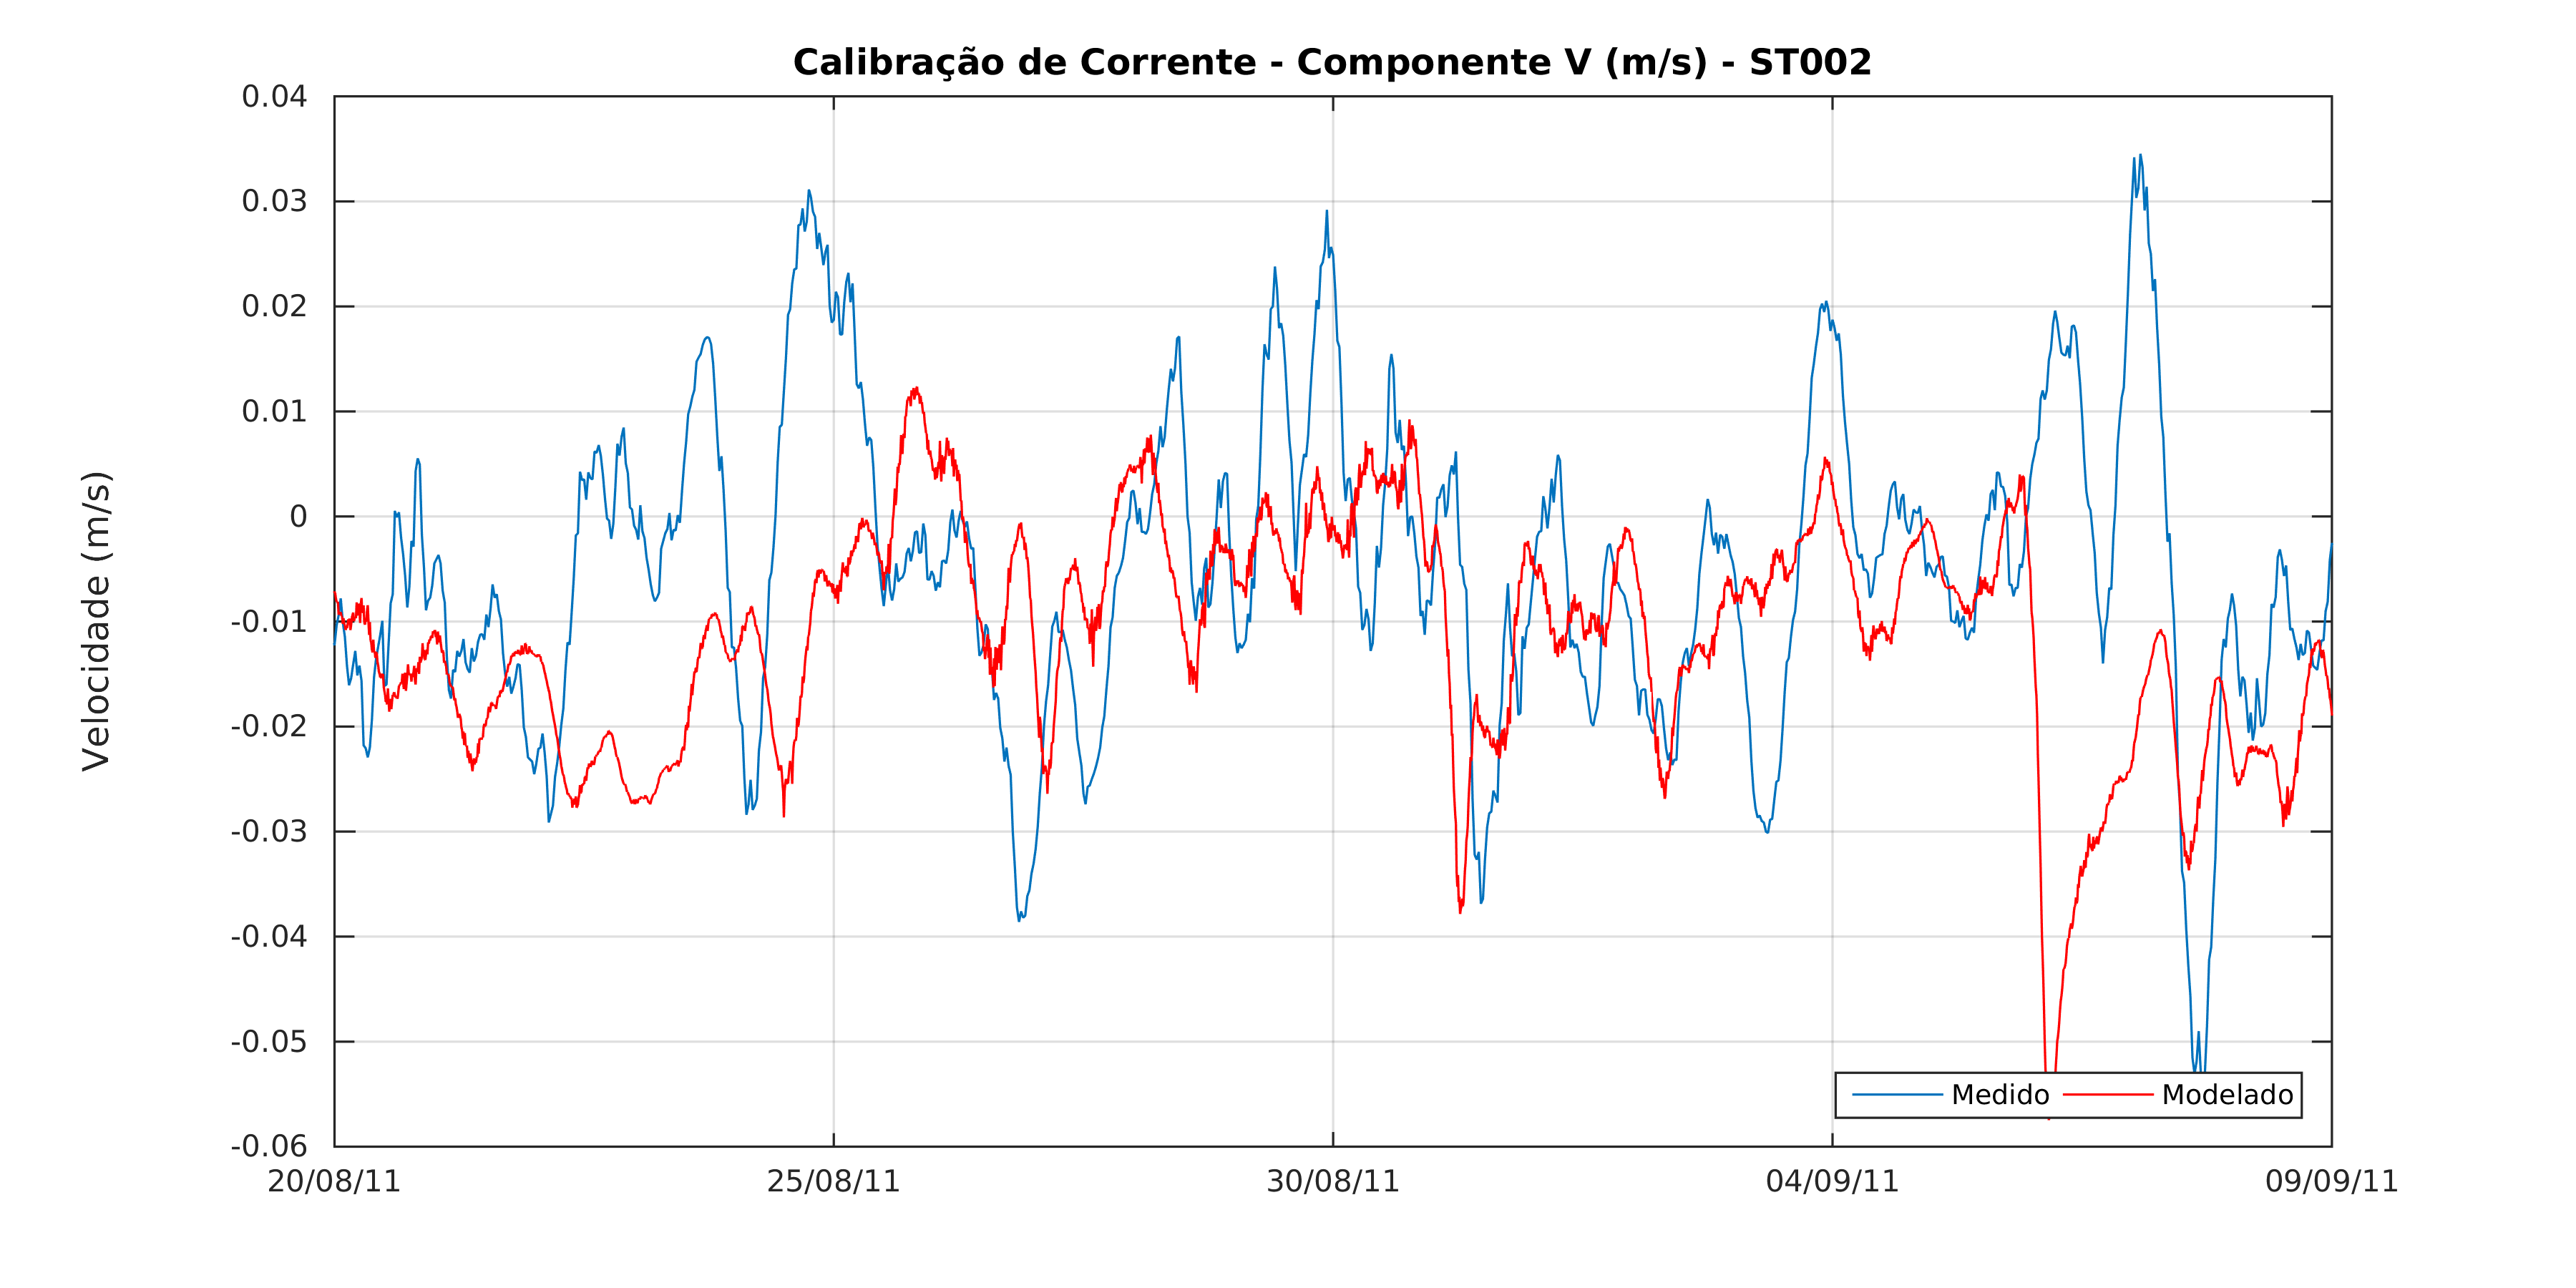 Calibração de Corrente - Componente V (m/s) - ST002
Velocidade (m/s)
0.04
0.03
0.02
0.01
0
-0.01
-0.02
-0.03
-0.04
-0.05
-0.06
Medido Modelado
20/08/11 25/08/11 30/08/11 04/09/11 09/09/11